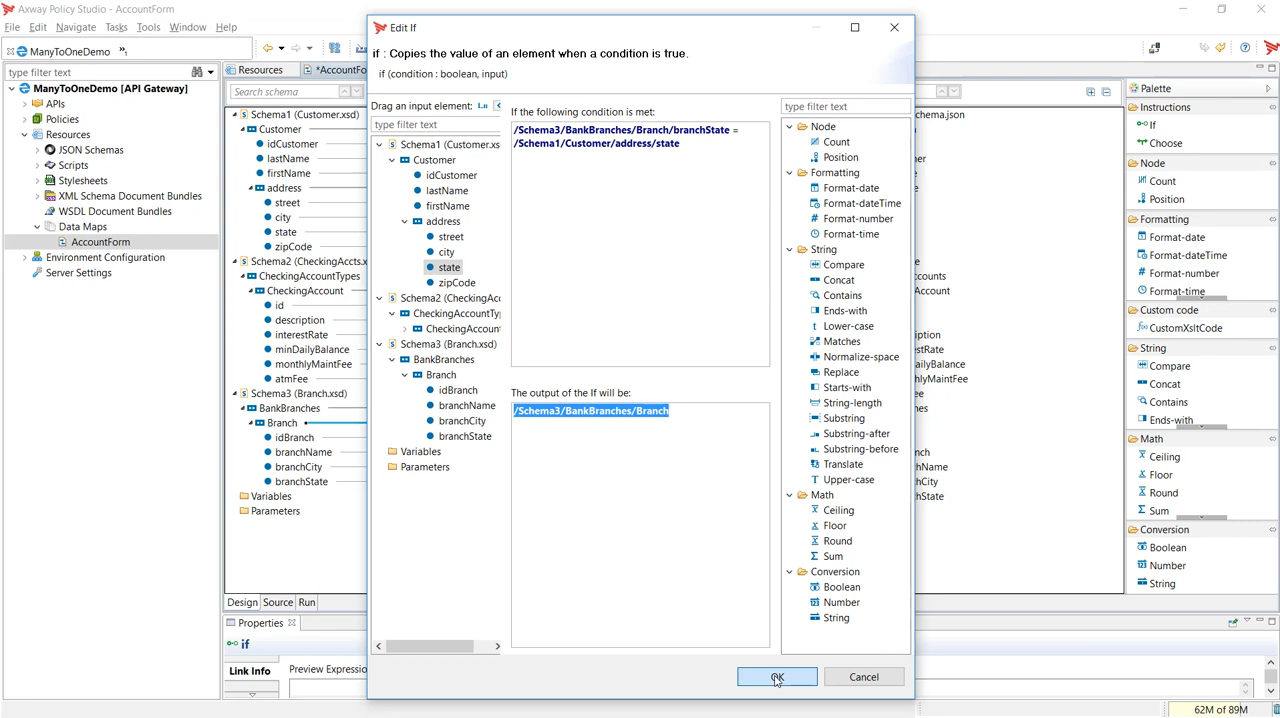 Axway Policy Studio - AccountForm
File Edit Navigate Tasks Tools Window Help
ManyToOneDemo
type filter text
ManyToOneDemo [API Gateway]
APIs
Policies
Resources
JSON Schemas
Scripts
Stylesheets
XML Schema Document Bundles
WSDL Document Bundles
Data Maps
AccountForm
Environment Configuration
Server Settings
Resources
*AccountFo
Search schema
Schema1 (Customer.xsd)
Customer
idCustomer
lastName
firstName
address
street
city
state
zipCode
Schema2 (CheckingAccts.x
CheckingAccountTypes
CheckingAccount
id
description
interestRate
minDailyBalance
monthlyMaintFee
atmFee
Schema3 (Branch.xsd)
BankBranches
Branch
idBranch
branchName
branchCity
branchState
Variables
Parameters
Design Source Run
Properties
if
Link Info
Preview Expressio
Edit If
if : Copies the value of an element when a condition is true.
if (condition : boolean, input)
Drag an input element:
type filter text
Schema1 (Customer.xs
Customer
idCustomer
lastName
firstName
address
street
city
state
zipCode
Schema2 (CheckingAcc
CheckingAccountTy
CheckingAccoun
Schema3 (Branch.xsd)
BankBranches
Branch
idBranch
branchName
branchCity
branchState
Variables
Parameters
If the following condition is met:
/Schema3/BankBranches/Branch/branchState =
/Schema1/Customer/address/state
The output of the If will be:
/Schema3/BankBranches/Branch
type filter text
Node
Count
Position
Formatting
Format-date
Format-dateTime
Format-number
Format-time
String
Compare
Concat
Contains
Ends-with
Lower-case
Matches
Normalize-space
Replace
Starts-with
String-length
Substring
Substring-after
Substring-before
Translate
Upper-case
Math
Ceiling
Floor
Round
Sum
Conversion
Boolean
Number
String
OK
Cancel
hema.json
Palette
Instructions
If
Choose
Node
Count
Position
Formatting
Format-date
Format-dateTime
Format-number
Format-time
Custom code
CustomXsltCode
String
Compare
Concat
Contains
Ends-with
Math
Ceiling
Floor
Round
Sum
Conversion
Boolean
Number
String
62M of 89M